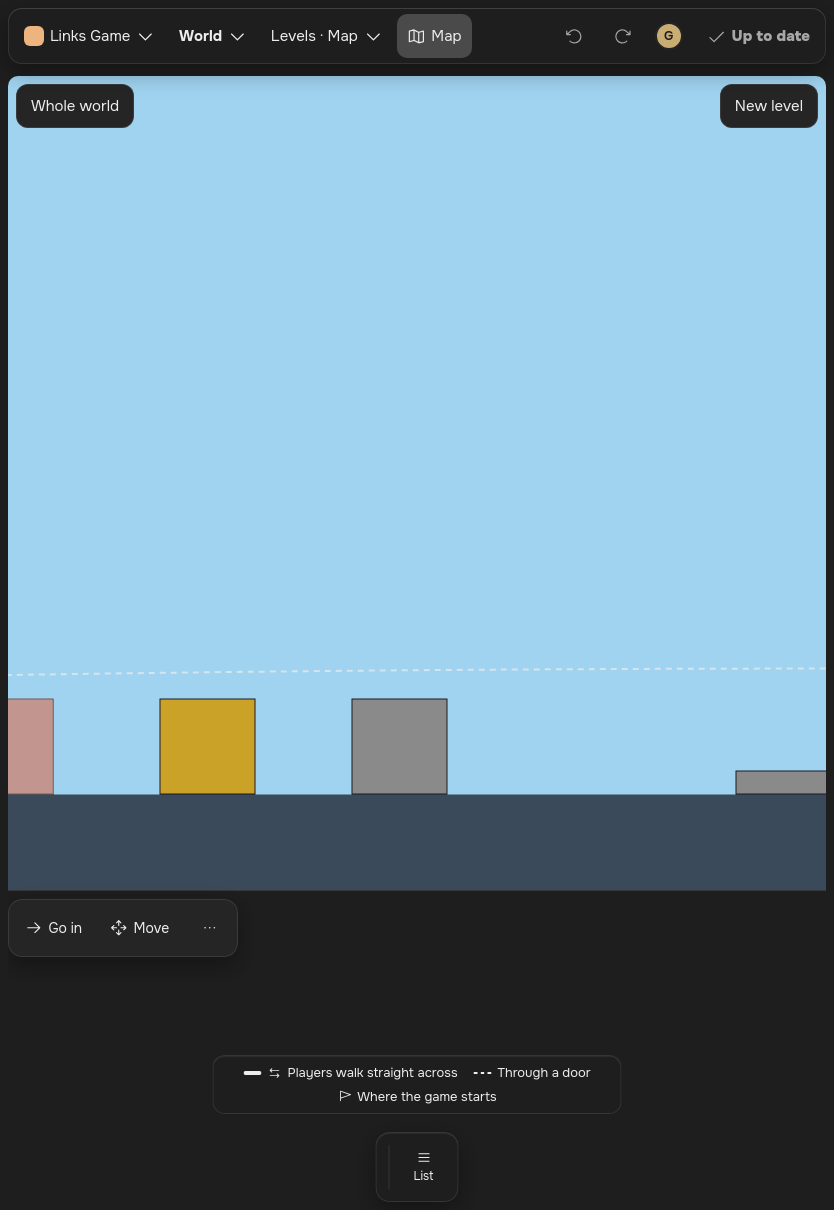 Links Game
World
Levels · Map
Map
G
Up to date
Whole world
New level
Go in
Move
...
Players walk straight across
Through a door
Where the game starts
List